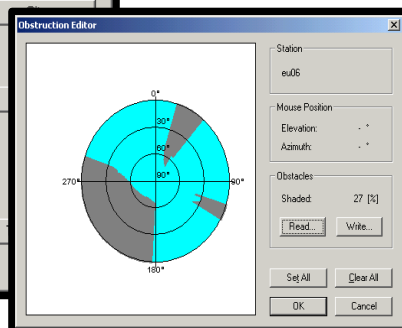 Obstruction Editor
Station
eu06
Mouse Position
Elevation: - °
Azimuth: - °
Obstacles
Shaded: 27 [%]
Read... Write...
Set All Clear All
OK Cancel
0°
30°
60°
90°
270° 90°
180°